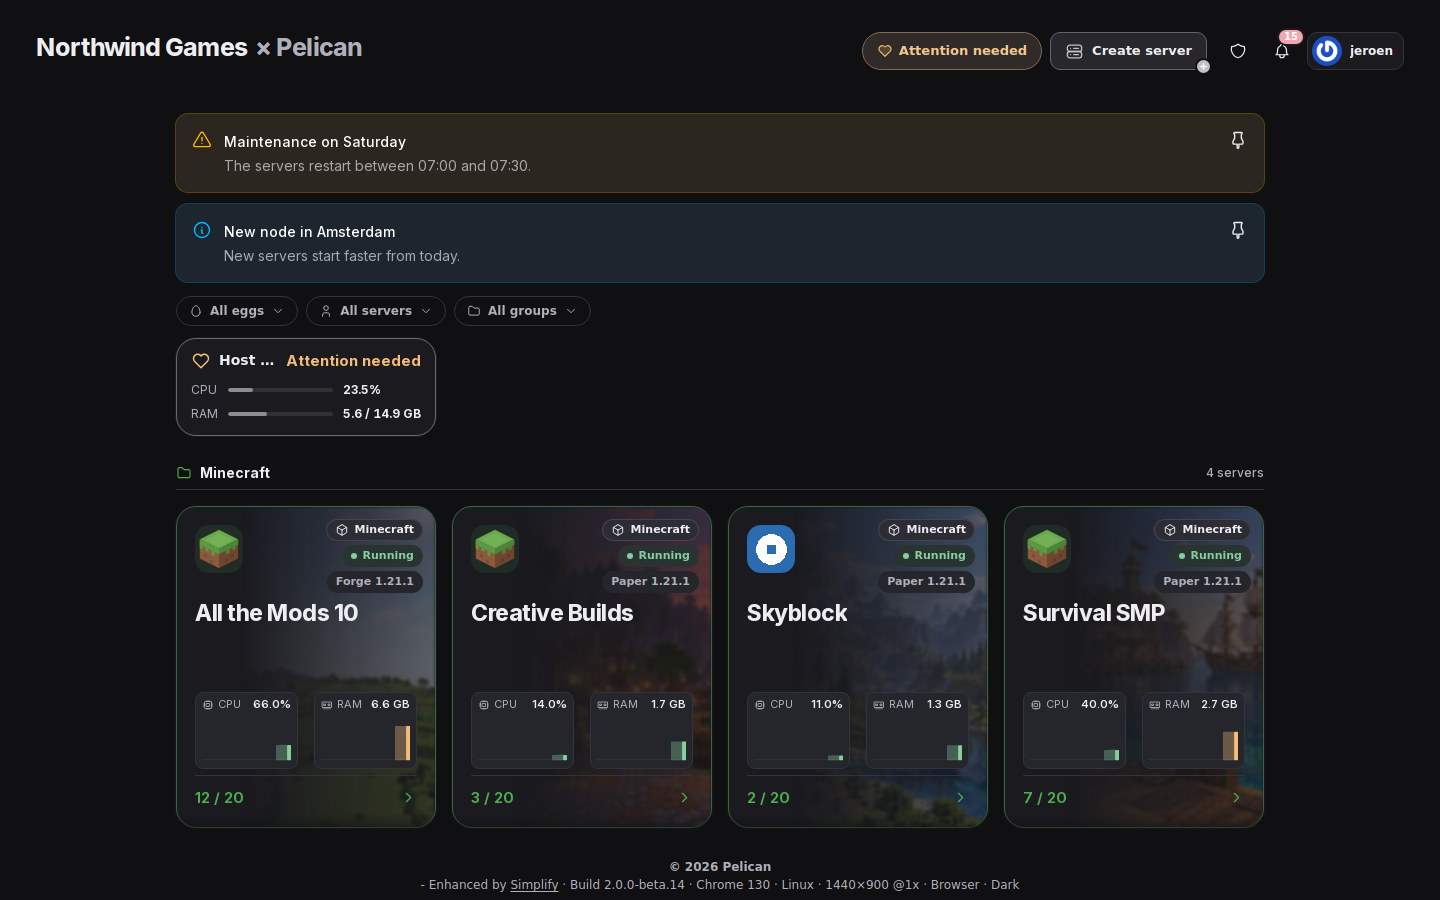 Northwind Games × Pelican
Attention needed
Create server
15
jeroen
Maintenance on Saturday
The servers restart between 07:00 and 07:30.
New node in Amsterdam
New servers start faster from today.
All eggs
All servers
All groups
Host ... Attention needed
CPU 23.5%
RAM 5.6 / 14.9 GB
Minecraft
4 servers
Minecraft
Running
Forge 1.21.1
All the Mods 10
CPU 66.0%
RAM 6.6 GB
12 / 20
Minecraft
Running
Paper 1.21.1
Creative Builds
CPU 14.0%
RAM 1.7 GB
3 / 20
Minecraft
Running
Paper 1.21.1
Skyblock
CPU 11.0%
RAM 1.3 GB
2 / 20
Minecraft
Running
Paper 1.21.1
Survival SMP
CPU 40.0%
RAM 2.7 GB
7 / 20
© 2026 Pelican
- Enhanced by Simplify · Build 2.0.0-beta.14 · Chrome 130 · Linux · 1440×900 @1x · Browser · Dark